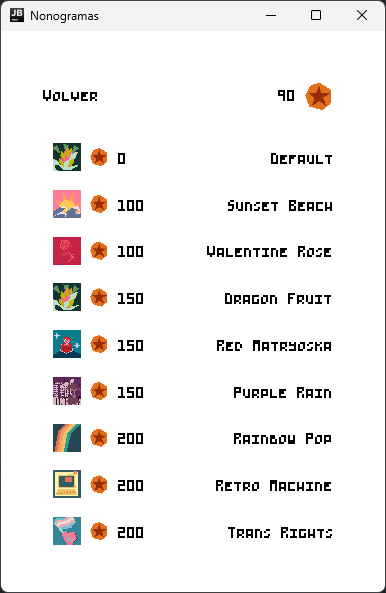 JB Nonogramas
Volver 90
0 Default
100 Sunset Beach
100 Valentine Rose
150 Dragon Fruit
150 Red Matryoska
150 Purple Rain
200 Rainbow Pop
200 Retro Machine
200 Trans Rights